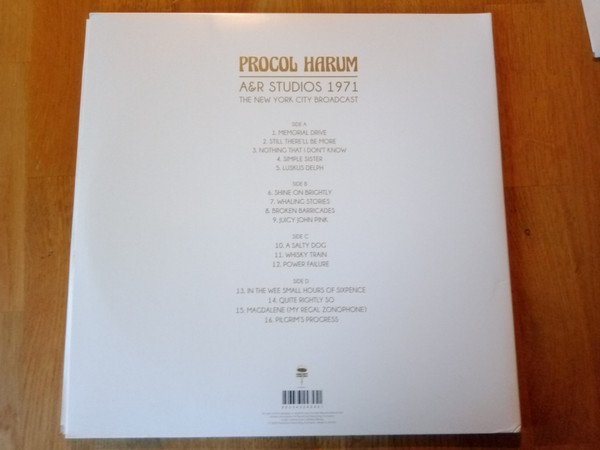 PROCOL HARUM
A&R STUDIOS 1971
THE NEW YORK CITY BROADCAST
SIDE A
1. MEMORIAL DRIVE
2. STILL THERE'LL BE MORE
3. NOTHING THAT I DON'T KNOW
4. SIMPLE SISTER
5. LUSKUS DELPHI
SIDE B
6. SHINE ON BRIGHTLY
7. WHALING STORIES
8. BROKEN BARRICADES
9. JUICY JOHN PINK
SIDE C
10. A SALTY DOG
11. WHISKY TRAIN
12. POWER FAILURE
SIDE D
13. IN THE WEE SMALL HOURS OF SIXPENCE
14. QUITE RIGHTLY SO
15. MAGDALENE (MY REGAL ZONOPHONE)
16. PILGRIM'S PROGRESS